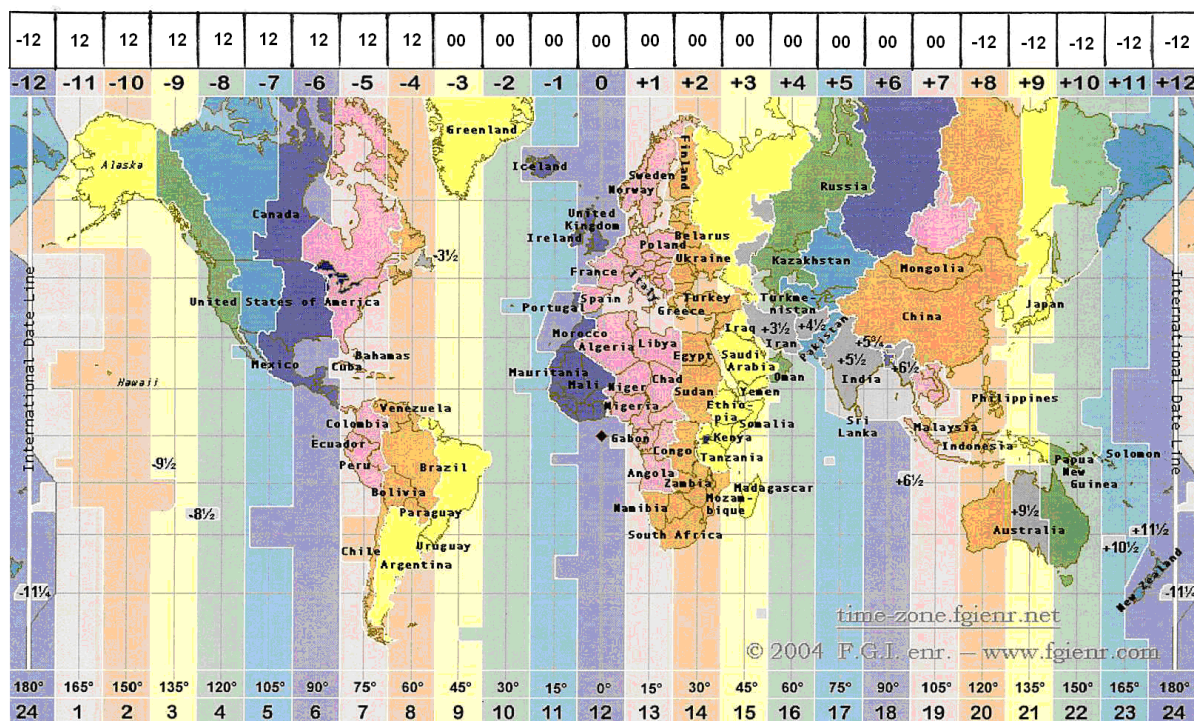 -12 12 12 12 12 12 12 12 12 00 00 00 00 00 00 00 00 00 00 00 -12 -12 -12 -12 -12
-12 -11 -10 -9 -8 -7 -6 -5 -4 -3 -2 -1 0 +1 +2 +3 +4 +5 +6 +7 +8 +9 +10 +11 +12
Greenland
Alaska
Iceland
Finland
Sweden
Norway
Russia
Canada
United
Kingdom
Ireland
Belarus
Poland
Ukraine
-3½
Kazakhstan
Mongolia
France
Italy
United States of America
Spain
Portugal
Greece
Turkey
Turkme-
nistan
Japan
China
Morocco
Algeria
Libya
Iraq
+3½
Iran
+4½
Pakistan
+5¾
Bahamas
Cuba
Mexico
Hawaii
Egypt
Saudi
Arabia
+5½
India
+6½
Oman
Mauritania
Mali
Niger
Chad
Sudan
Yemen
Philippines
Venezuela
Colombia
Nigeria
Ethio
pia
Somalia
Sri
Lanka
Malaysia
Ecuador
Gabon
Kenya
Indonesia
Peru
Brazil
Congo
Tanzania
Papua
New
Guinea
Solomon
-9½
Bolivia
Angola
Zambia
Madagascar
+6½
-8½
Paraguay
Namibia
Mozam-
bique
+9½
Australia
+11½
+10½
Chile
Uruguay
South Africa
Argentina
New Zealand
-11¼
-11¼
International Date Line
International Date Line
time-zone.fgienr.net
© 2004 F.G.I. enr. – www.fgienr.com
180° 165° 150° 135° 120° 105° 90° 75° 60° 45° 30° 15° 0° 15° 30° 45° 60° 75° 90° 105° 120° 135° 150° 165° 180°
24 1 2 3 4 5 6 7 8 9 10 11 12 13 14 15 16 17 18 19 20 21 22 23 24